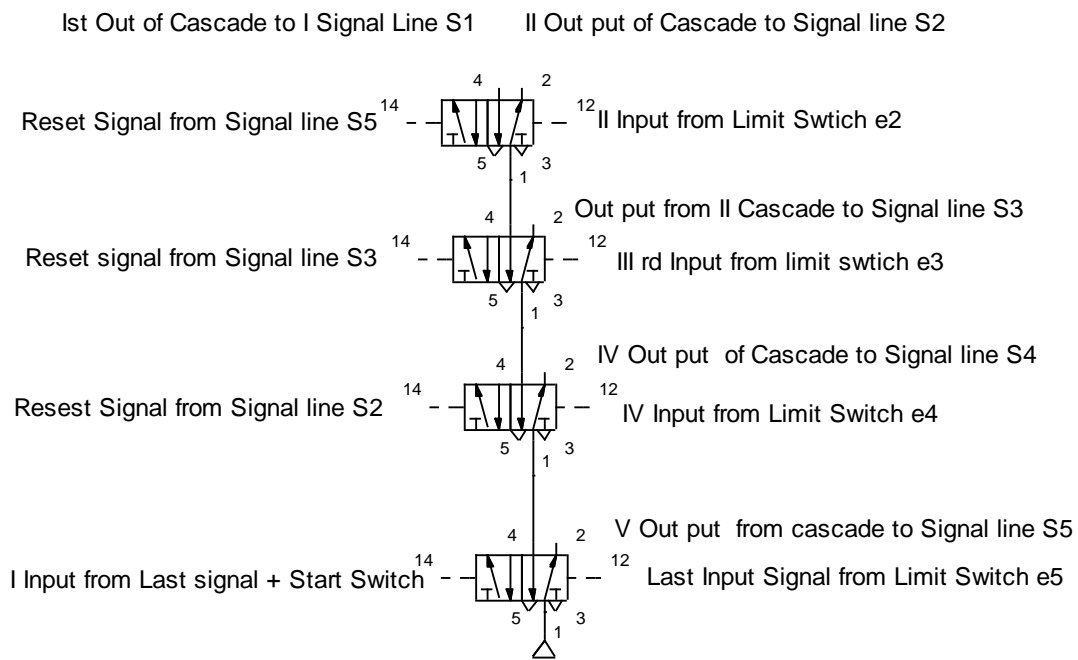 Ist Out of Cascade to I Signal Line S1 II Out put of Cascade to Signal line S2
4 2
14 12
Reset Signal from Signal line S5 II Input from Limit Swtich e2
5 3
1
Out put from II Cascade to Signal line S3
4 2
14 12
Reset signal from Signal line S3 III rd Input from limit swtich e3
5 3
1
IV Out put of Cascade to Signal line S4
4 2
14 12
Resest Signal from Signal line S2 IV Input from Limit Switch e4
5 3
1
V Out put from cascade to Signal line S5
4 2
14 12
I Input from Last signal + Start Switch Last Input Signal from Limit Switch e5
5 3
1